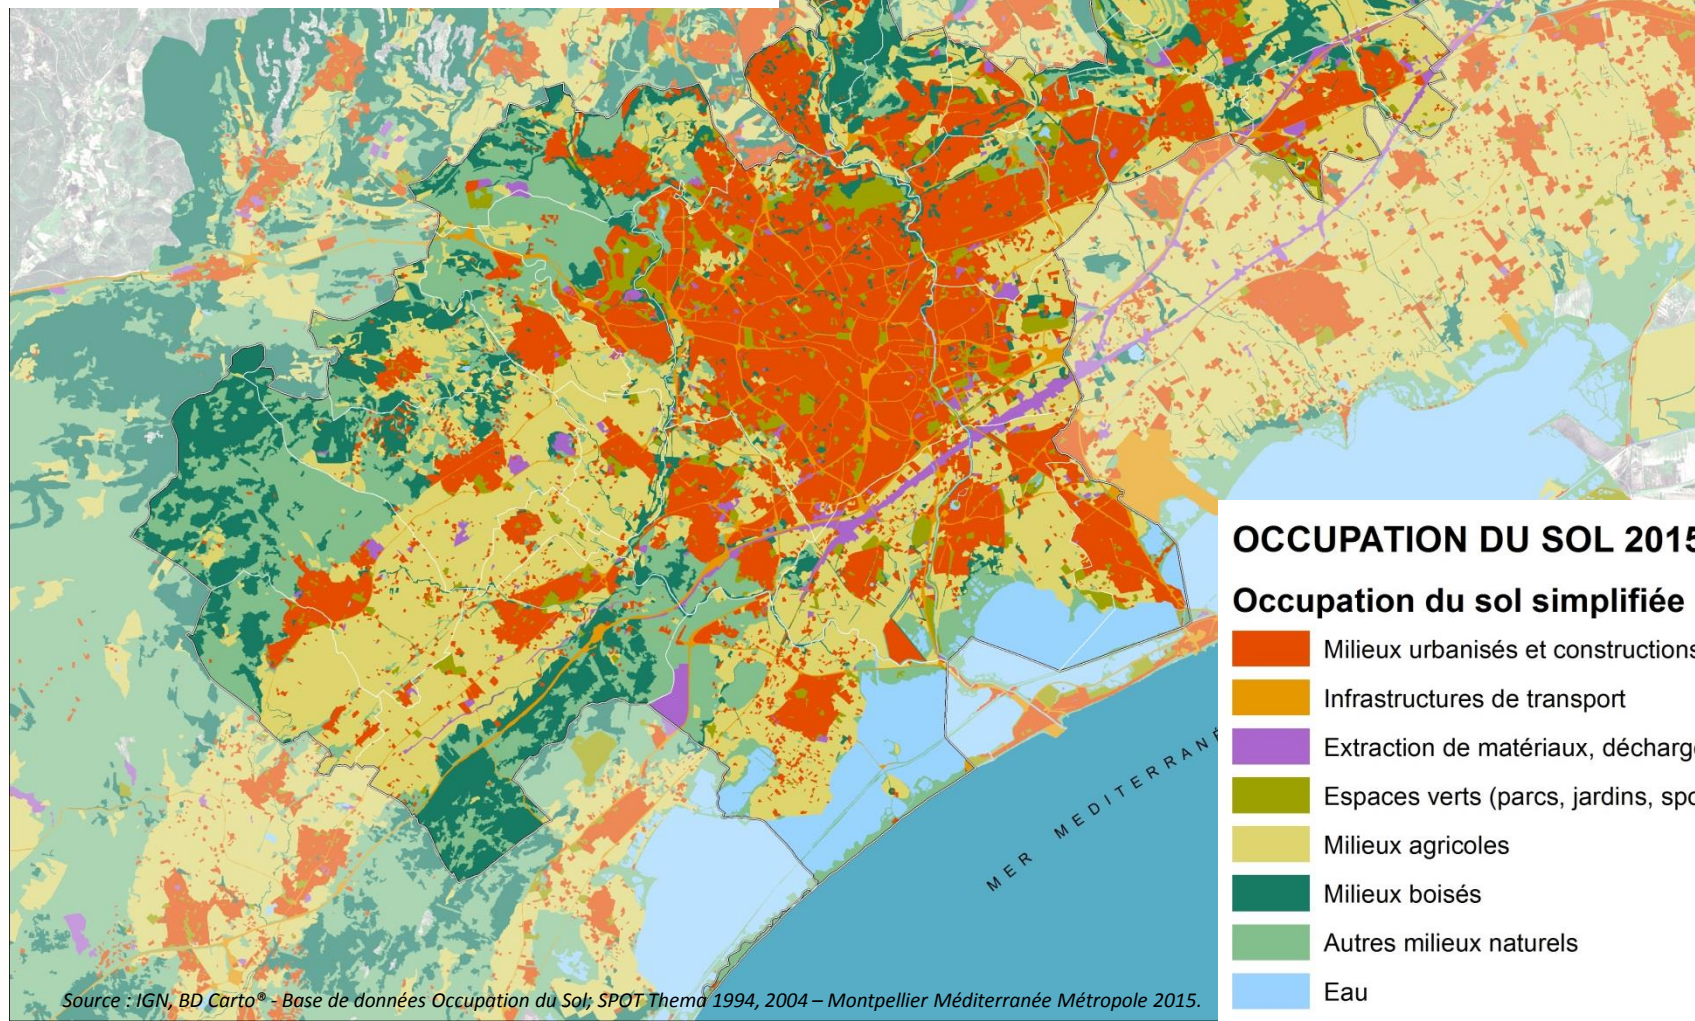 MER MEDITERRANÉ
OCCUPATION DU SOL 2015
Occupation du sol simplifiée
Milieux urbanisés et constructions
Infrastructures de transport
Extraction de matériaux, décharge
Espaces verts (parcs, jardins, spo
Milieux agricoles
Milieux boisés
Autres milieux naturels
Eau
Source : IGN, BD Carto® - Base de données Occupation du Sol; SPOT Thema 1994, 2004 – Montpellier Méditerranée Métropole 2015.